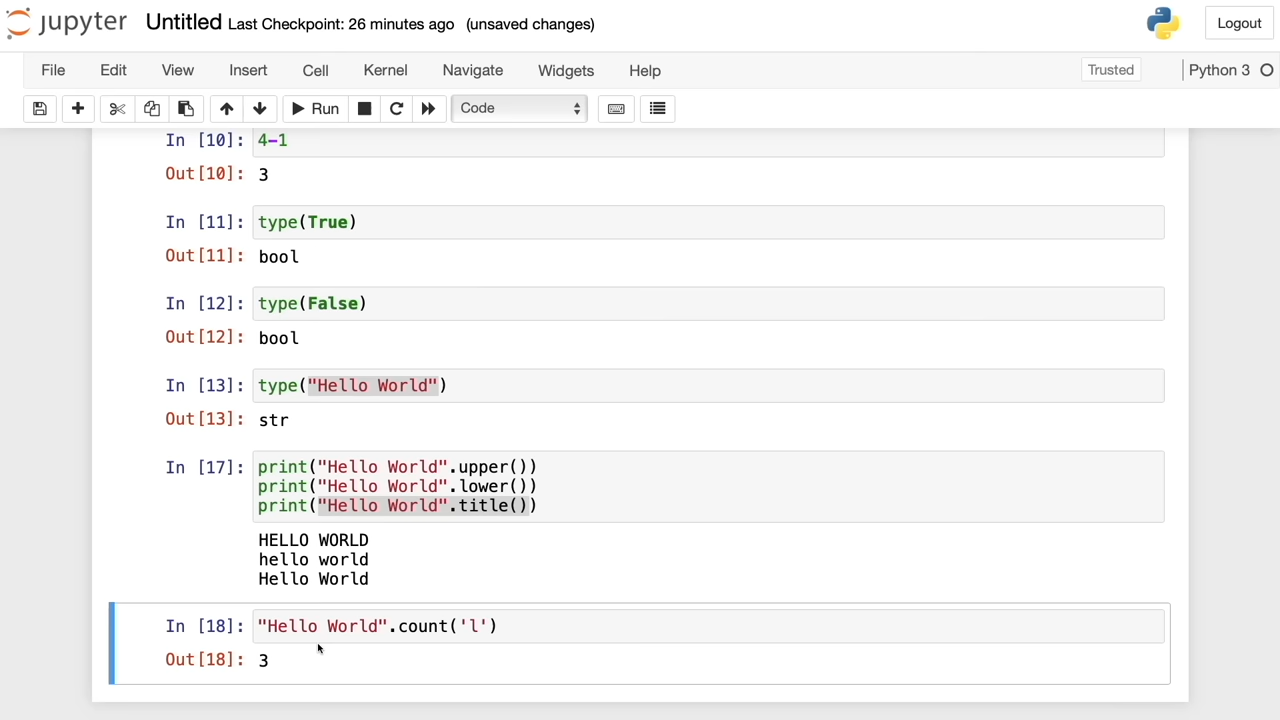 jupyter Untitled Last Checkpoint: 26 minutes ago (unsaved changes) Logout
File Edit View Insert Cell Kernel Navigate Widgets Help Trusted Python 3
Run Code
In [10]: 4-1
Out[10]: 3
In [11]: type(True)
Out[11]: bool
In [12]: type(False)
Out[12]: bool
In [13]: type("Hello World")
Out[13]: str
In [17]: print("Hello World".upper())
print("Hello World".lower())
print("Hello World".title())
HELLO WORLD
hello world
Hello World
In [18]: "Hello World".count('l')
Out[18]: 3